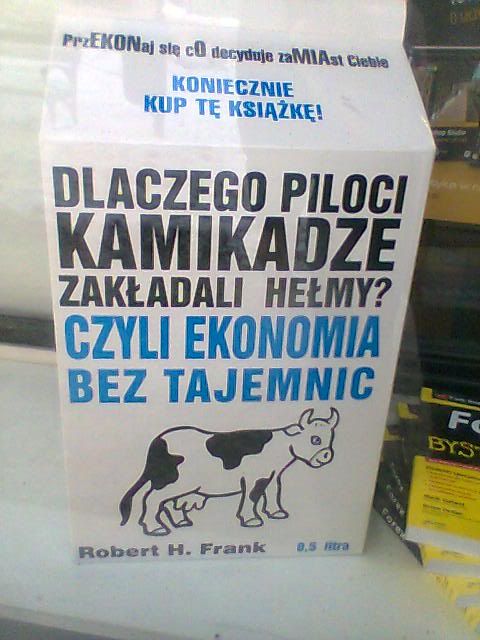 PrzEKONaj się cO decyduje zaMIAst Ciebie
KONIECZNIE
KUP TĘ KSIĄŻKĘ!
DLACZEGO PILOCI
KAMIKADZE
ZAKŁADALI HEŁMY?
CZYLI EKONOMIA
BEZ TAJEMNIC
Robert H. Frank 0,5 litra